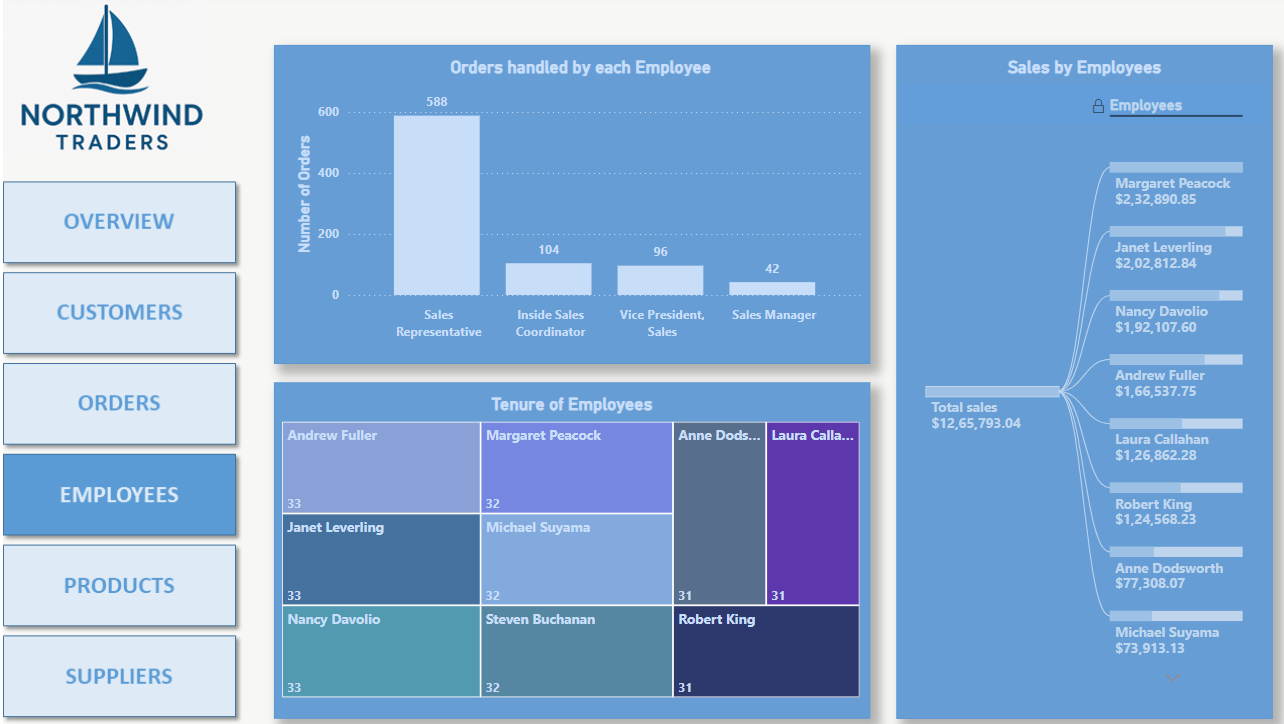 NORTHWIND
TRADERS
OVERVIEW
CUSTOMERS
ORDERS
EMPLOYEES
PRODUCTS
SUPPLIERS
Orders handled by each Employee
Number of Orders
600
400
200
0
588
104
96
42
Sales
Representative
Inside Sales
Coordinator
Vice President,
Sales
Sales Manager
Tenure of Employees
Andrew Fuller
33
Margaret Peacock
32
Anne Dods...
31
Laura Calla...
31
Janet Leverling
33
Michael Suyama
32
Nancy Davolio
33
Steven Buchanan
32
Robert King
31
Sales by Employees
Employees
Total sales
$12,65,793.04
Margaret Peacock
$2,32,890.85
Janet Leverling
$2,02,812.84
Nancy Davolio
$1,92,107.60
Andrew Fuller
$1,66,537.75
Laura Callahan
$1,26,862.28
Robert King
$1,24,568.23
Anne Dodsworth
$77,308.07
Michael Suyama
$73,913.13